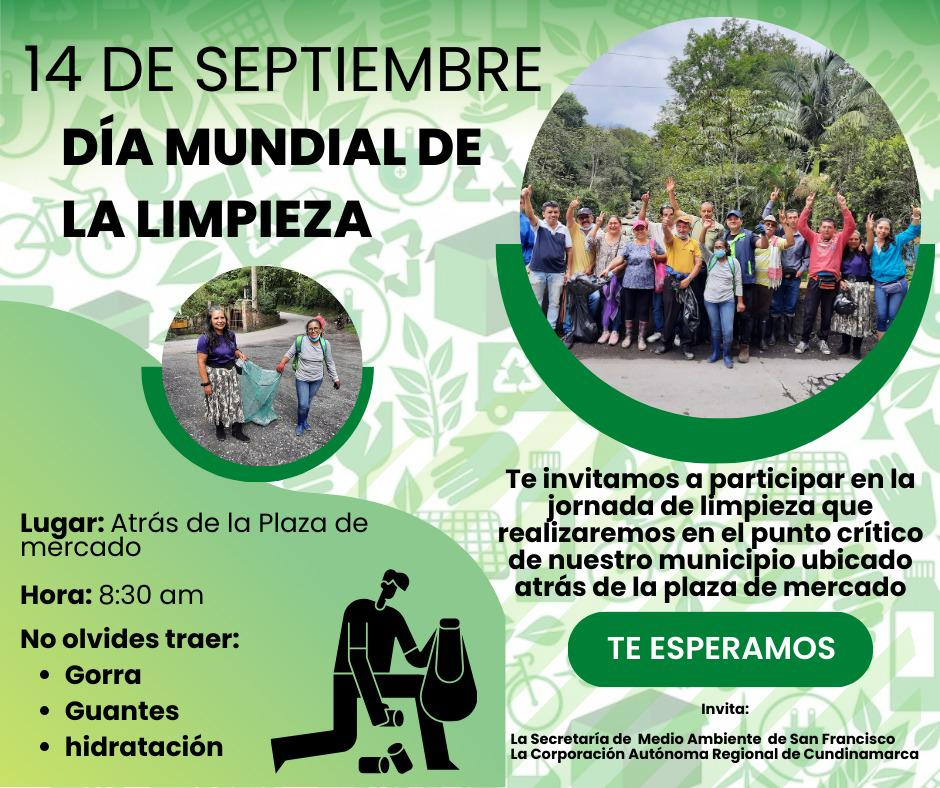 14 DE SEPTIEMBRE
DÍA MUNDIAL DE
LA LIMPIEZA
Lugar: Atrás de la Plaza de
mercado
Hora: 8:30 am
No olvides traer:
• Gorra
• Guantes
• hidratación
Te invitamos a participar en la
jornada de limpieza que
realizaremos en el punto crítico
de nuestro municipio ubicado
atrás de la plaza de mercado
TE ESPERAMOS
Invita:
La Secretaría de Medio Ambiente de San Francisco
La Corporación Autónoma Regional de Cundinamarca